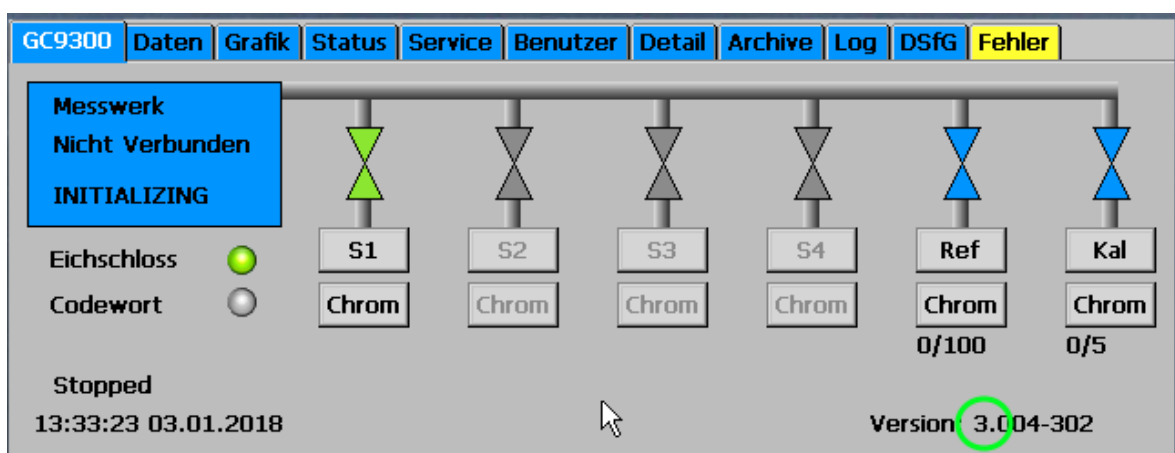 GC9300 Daten Grafik Status Service Benutzer Detail Archive Log DSfG Fehler
Messwerk
Nicht Verbunden
INITIALIZING
Eichschloss
Codewort
S1 S2 S3 S4 Ref Kal
Chrom Chrom Chrom Chrom Chrom Chrom
0/100 0/5
Stopped
13:33:23 03.01.2018
Version: 3.004-302